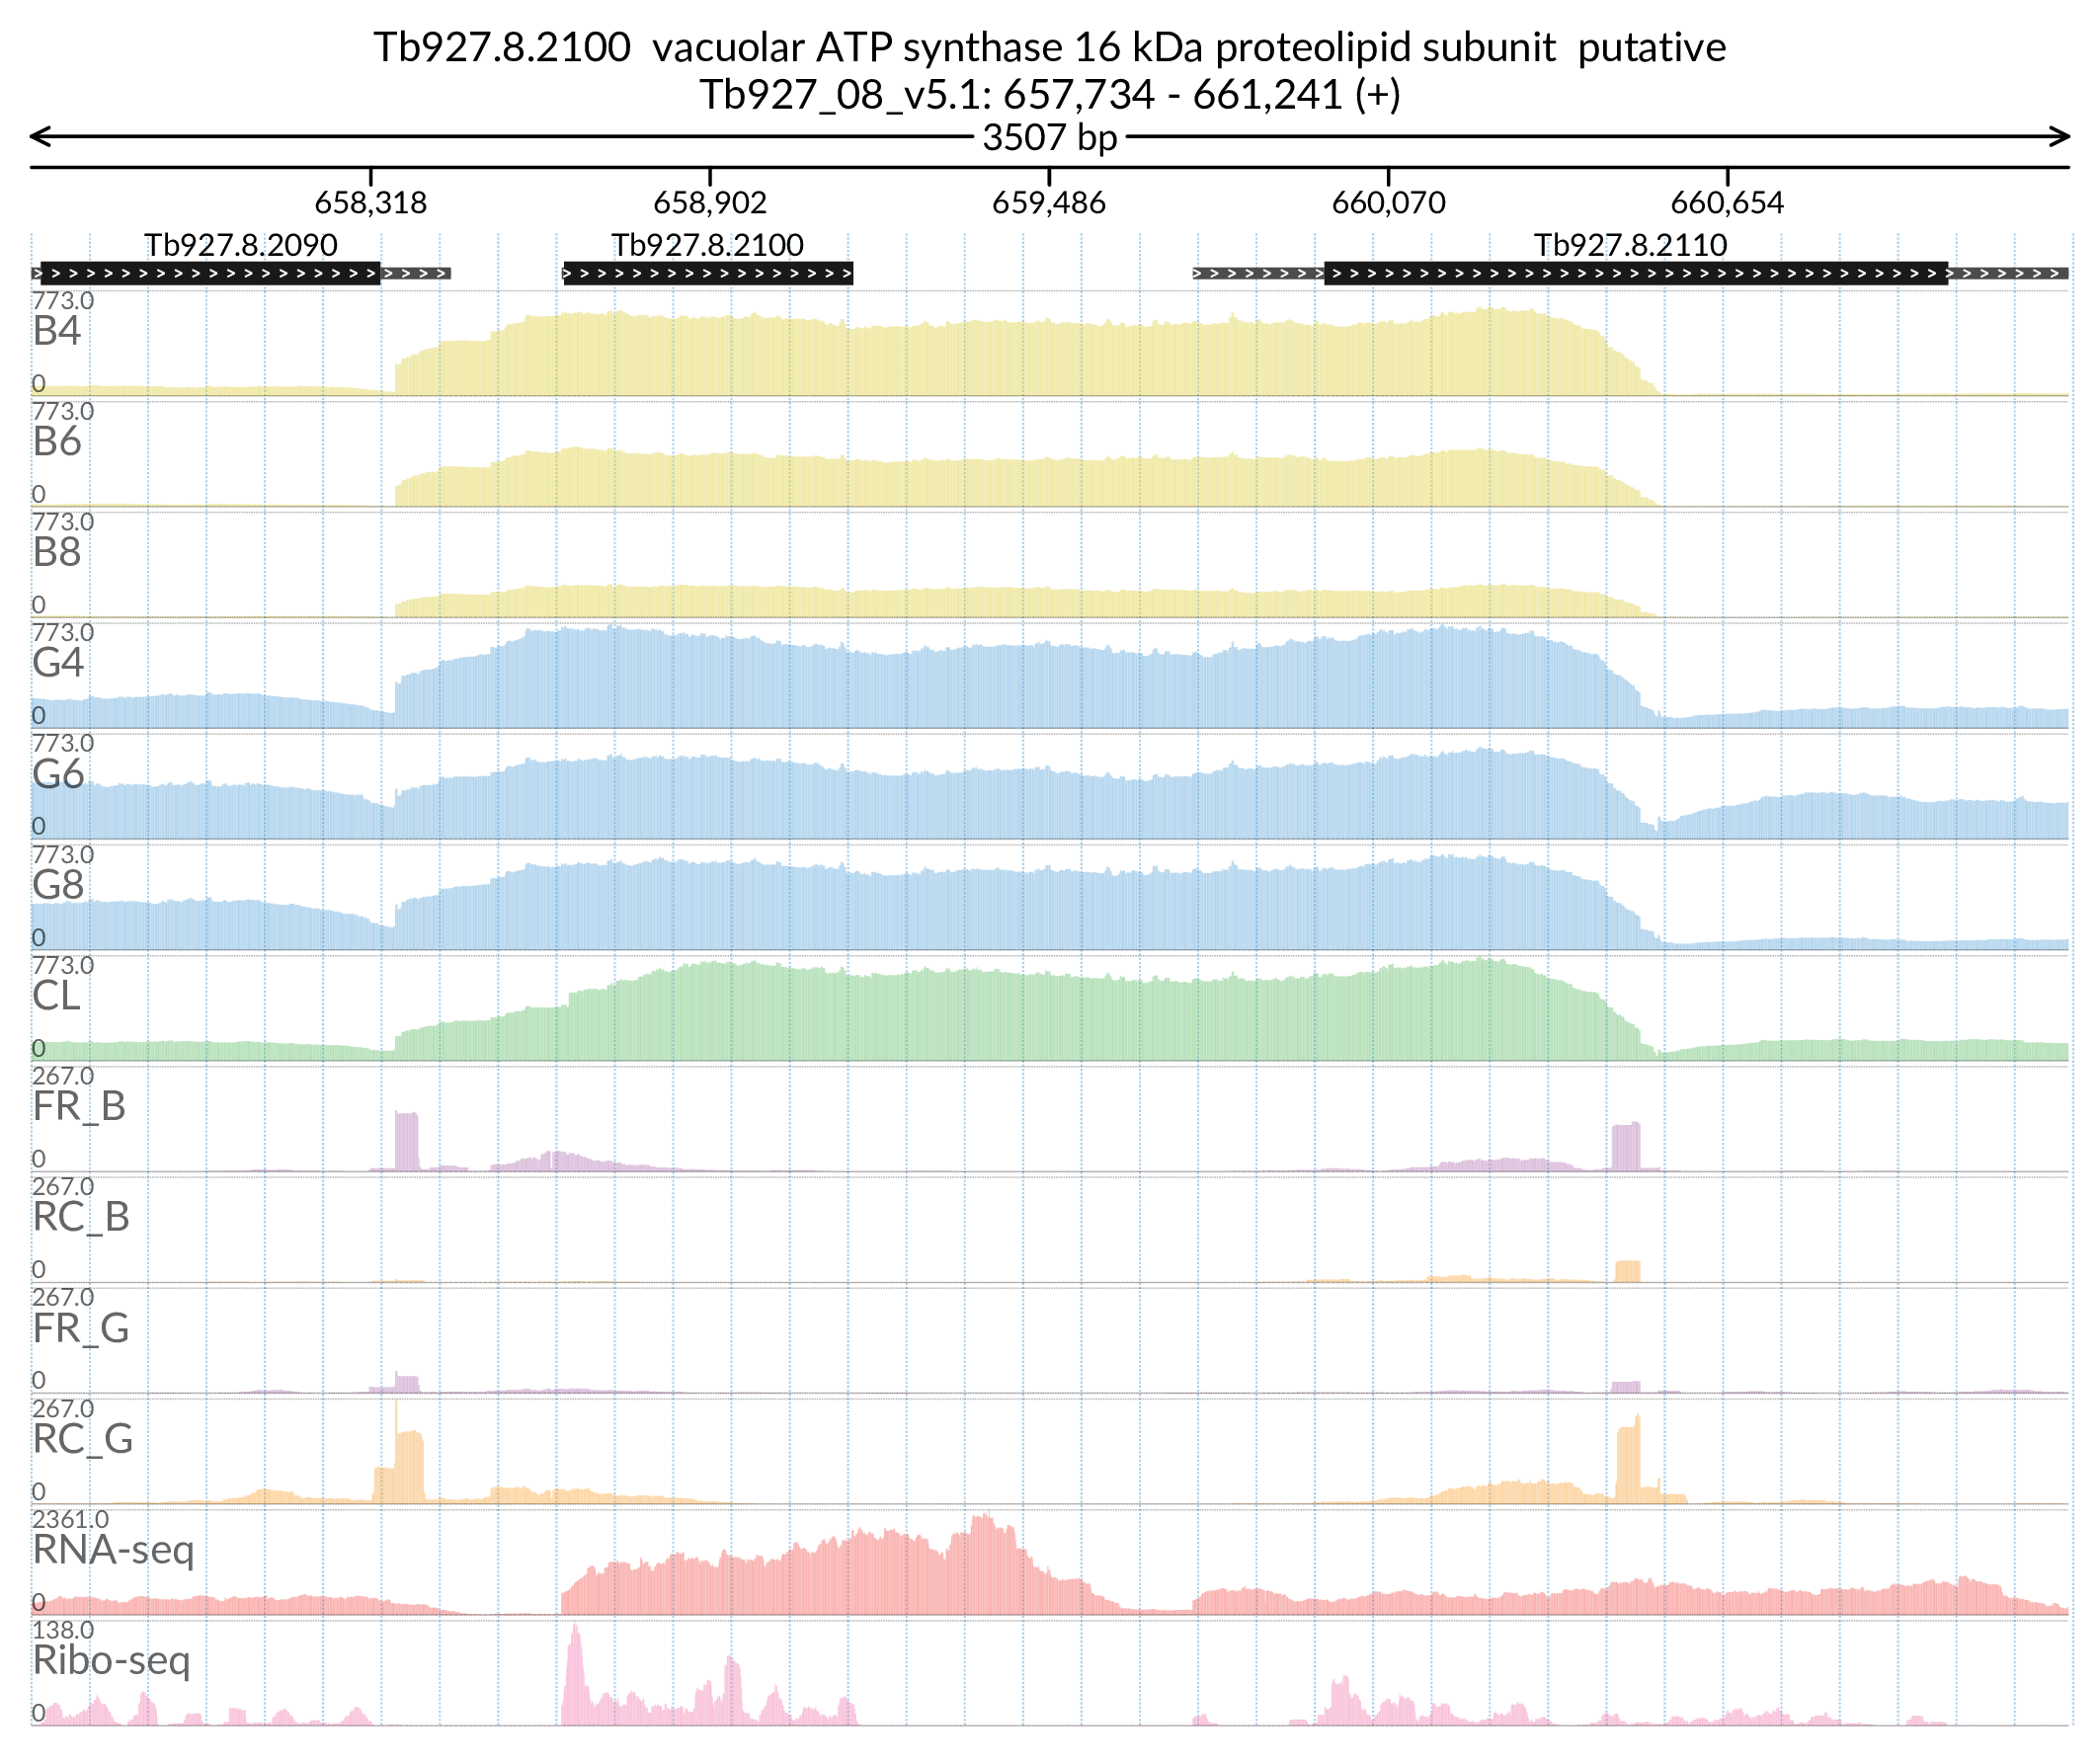 Tb927.8.2100  vacuolar ATP synthase 16 kDa proteolipid subunit  putative
Tb927_08_v5.1: 657,734 - 661,241 (+)
3507 bp
658,318 658,902 659,486 660,070 660,654
Tb927.8.2090 Tb927.8.2100 Tb927.8.2110
773.0
B4
0
773.0
B6
0
773.0
B8
0
773.0
G4
0
773.0
G6
0
773.0
G8
0
773.0
CL
0
267.0
FR_B
0
267.0
RC_B
0
267.0
FR_G
0
267.0
RC_G
0
2361.0
RNA-seq
0
138.0
Ribo-seq
0